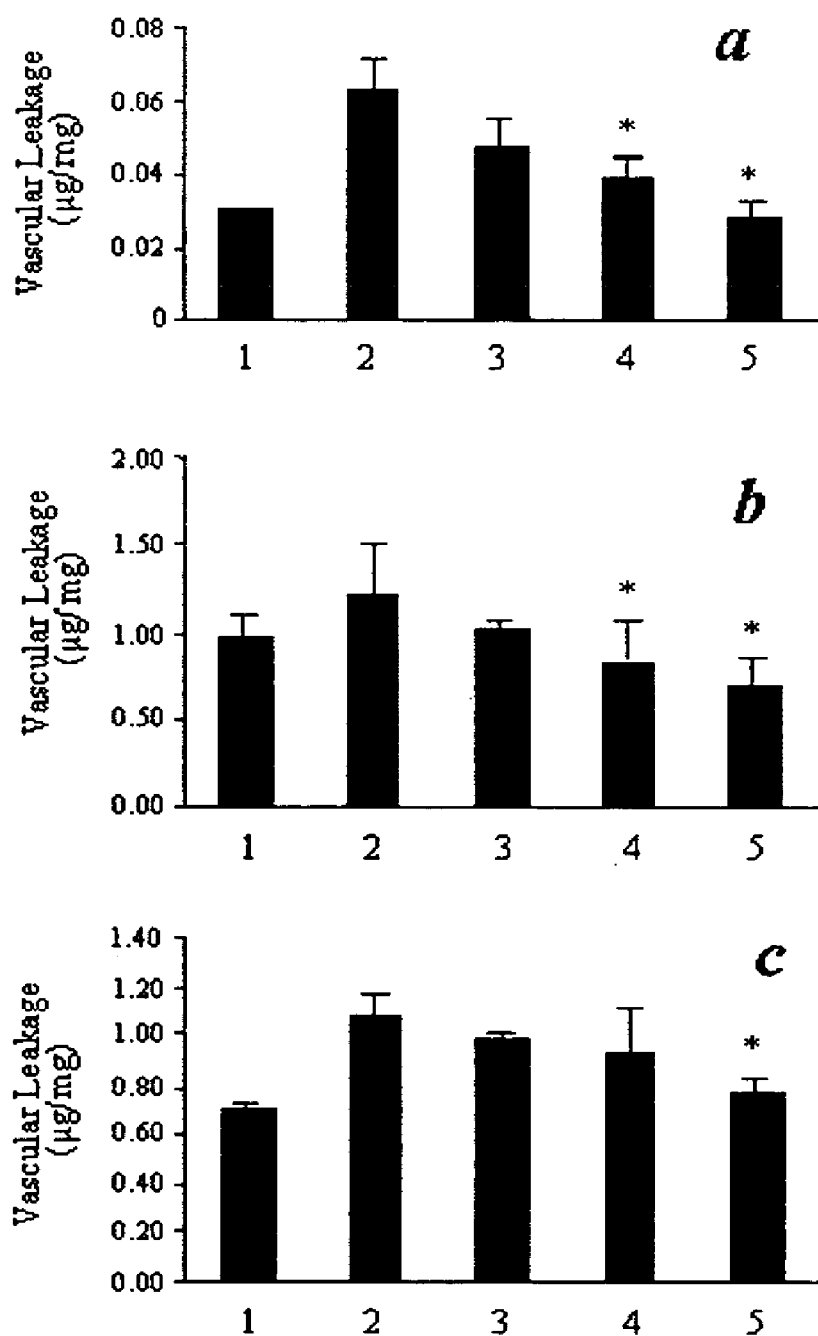 a
Vascular Leakage
(µg/mg)
0.08
0.06
0.04
0.02
0
* *
1 2 3 4 5
b
Vascular Leakage
(µg/mg)
2.00
1.50
1.00
0.50
0.00
* *
1 2 3 4 5
c
Vascular Leakage
(µg/mg)
1.40
1.20
1.00
0.80
0.60
0.40
0.20
0.00
*
1 2 3 4 5